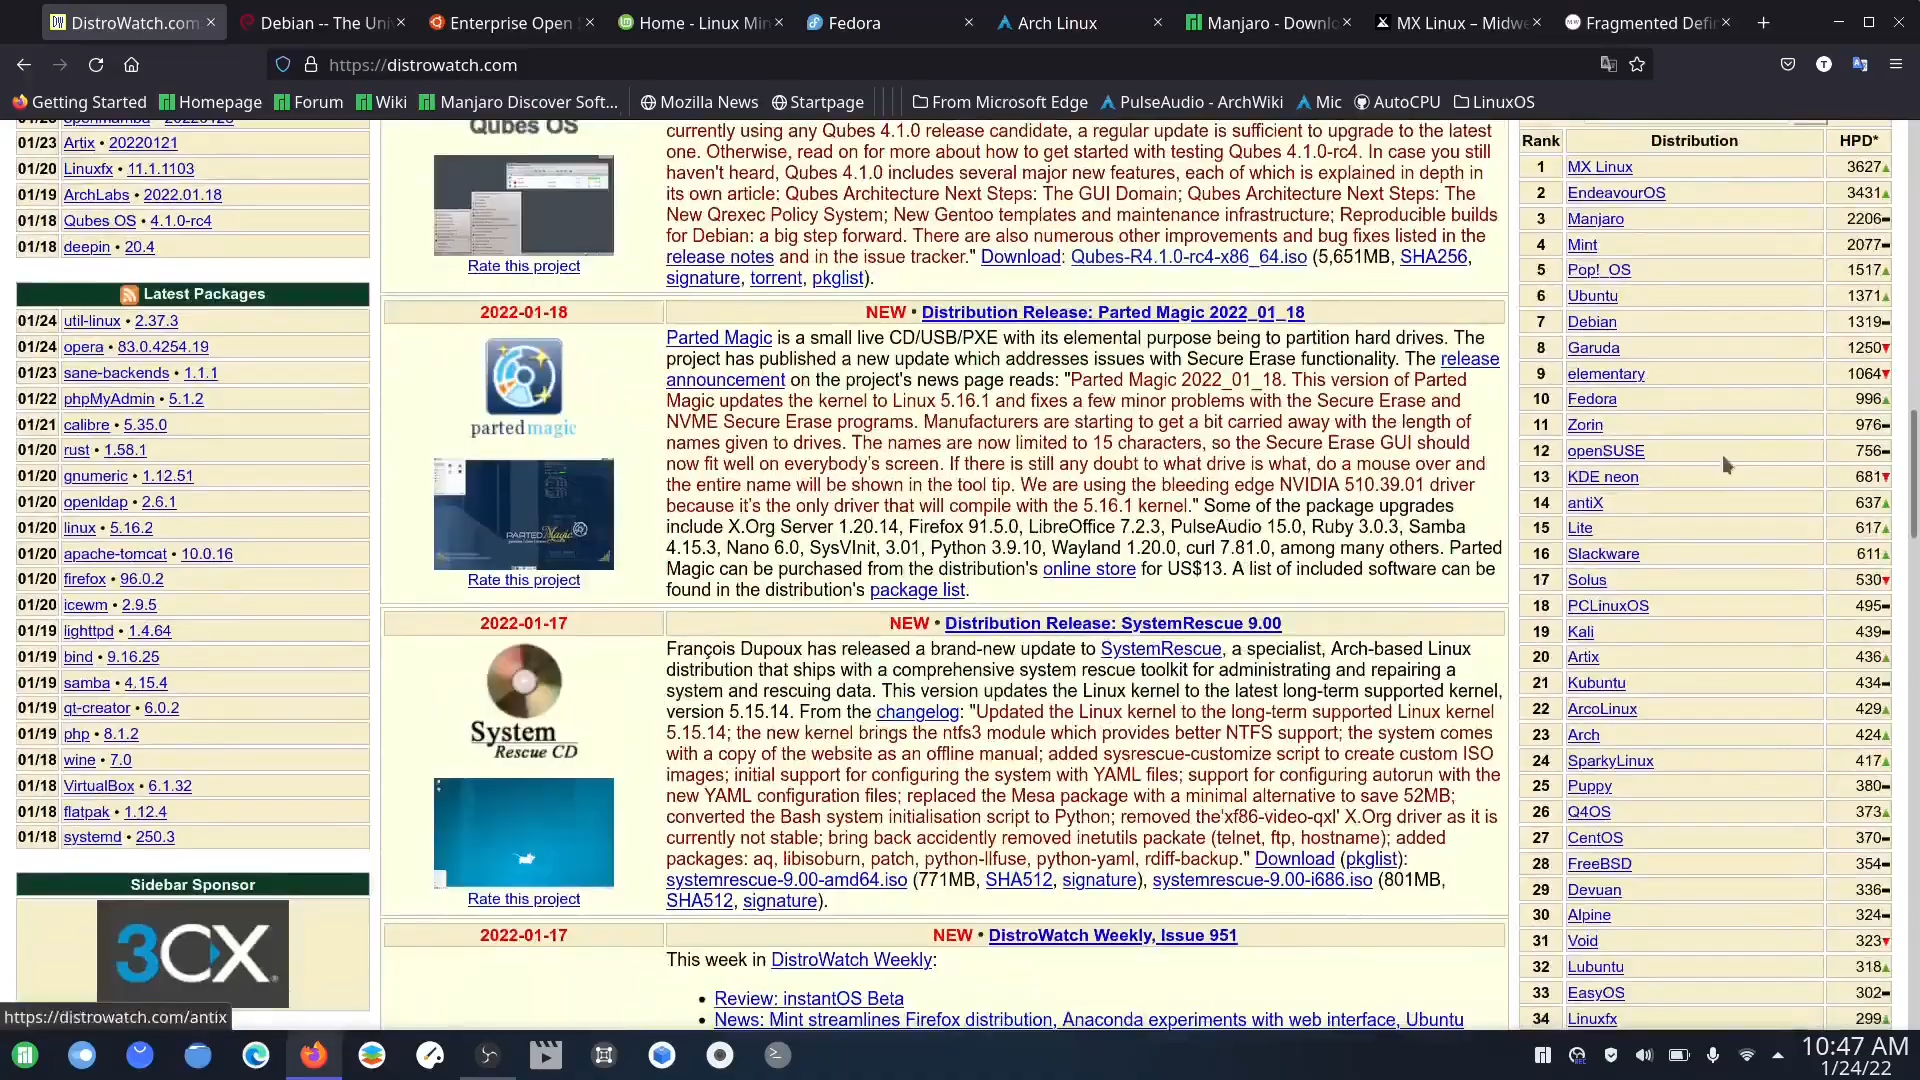 DistroWatch.com:
Debian -- The Uni
Enterprise Open S
Home - Linux Min
Fedora
Arch Linux
Manjaro - Downlo
MX Linux – Midwe
Fragmented Defin
https://distrowatch.com
Getting Started
Homepage
Forum
Wiki
Manjaro Discover Soft...
Mozilla News
Startpage
From Microsoft Edge
PulseAudio - ArchWiki
Mic
AutoCPU
LinuxOS
01/23 Artix • 20220121
01/20 Linuxfx • 11.1.1103
01/19 ArchLabs • 2022.01.18
01/18 Qubes OS • 4.1.0-rc4
01/18 deepin • 20.4
Latest Packages
01/24 util-linux • 2.37.3
01/24 opera • 83.0.4254.19
01/23 sane-backends • 1.1.1
01/22 phpMyAdmin • 5.1.2
01/21 calibre • 5.35.0
01/20 rust • 1.58.1
01/20 gnumeric • 1.12.51
01/20 openldap • 2.6.1
01/20 linux • 5.16.2
01/20 apache-tomcat • 10.0.16
01/20 firefox • 96.0.2
01/20 icewm • 2.9.5
01/19 lighttpd • 1.4.64
01/19 bind • 9.16.25
01/19 samba • 4.15.4
01/19 qt-creator • 6.0.2
01/19 php • 8.1.2
01/18 wine • 7.0
01/18 VirtualBox • 6.1.32
01/18 flatpak • 1.12.4
01/18 systemd • 250.3
Sidebar Sponsor
3CX
https://distrowatch.com/antix
Qubes OS
Rate this project
currently using any Qubes 4.1.0 release candidate, a regular update is sufficient to upgrade to the latest
one. Otherwise, read on for more about how to get started with testing Qubes 4.1.0-rc4. In case you still
haven't heard, Qubes 4.1.0 includes several major new features, each of which is explained in depth in
its own article: Qubes Architecture Next Steps: The GUI Domain; Qubes Architecture Next Steps: The
New Qrexec Policy System; New Gentoo templates and maintenance infrastructure; Reproducible builds
for Debian: a big step forward. There are also numerous other improvements and bug fixes listed in the
release notes and in the issue tracker." Download: Qubes-R4.1.0-rc4-x86_64.iso (5,651MB, SHA256,
signature, torrent, pkglist).
2022-01-18
NEW • Distribution Release: Parted Magic 2022_01_18
parted magic
PARTED Magic
Rate this project
Parted Magic is a small live CD/USB/PXE with its elemental purpose being to partition hard drives. The
project has published a new update which addresses issues with Secure Erase functionality. The release
announcement on the project's news page reads: "Parted Magic 2022_01_18. This version of Parted
Magic updates the kernel to Linux 5.16.1 and fixes a few minor problems with the Secure Erase and
NVME Secure Erase programs. Manufacturers are starting to get a bit carried away with the length of
names given to drives. The names are now limited to 15 characters, so the Secure Erase GUI should
now fit well on everybody's screen. If there is still any doubt to what drive is what, do a mouse over and
the entire name will be shown in the tool tip. We are using the bleeding edge NVIDIA 510.39.01 driver
because it's the only driver that will compile with the 5.16.1 kernel." Some of the package upgrades
include X.Org Server 1.20.14, Firefox 91.5.0, LibreOffice 7.2.3, PulseAudio 15.0, Ruby 3.0.3, Samba
4.15.3, Nano 6.0, SysVInit, 3.01, Python 3.9.10, Wayland 1.20.0, curl 7.81.0, among many others. Parted
Magic can be purchased from the distribution's online store for US$13. A list of included software can be
found in the distribution's package list.
2022-01-17
NEW • Distribution Release: SystemRescue 9.00
System
Rescue CD
Rate this project
François Dupoux has released a brand-new update to SystemRescue, a specialist, Arch-based Linux
distribution that ships with a comprehensive system rescue toolkit for administrating and repairing a
system and rescuing data. This version updates the Linux kernel to the latest long-term supported kernel,
version 5.15.14. From the changelog: "Updated the Linux kernel to the long-term supported Linux kernel
5.15.14; the new kernel brings the ntfs3 module which provides better NTFS support; the system comes
with a copy of the website as an offline manual; added sysrescue-customize script to create custom ISO
images; initial support for configuring the system with YAML files; support for configuring autorun with the
new YAML configuration files; replaced the Mesa package with a minimal alternative to save 52MB;
converted the Bash system initialisation script to Python; removed the'xf86-video-qxl' X.Org driver as it is
currently not stable; bring back accidently removed inetutils packate (telnet, ftp, hostname); added
packages: aq, libisoburn, patch, python-llfuse, python-yaml, rdiff-backup." Download (pkglist):
systemrescue-9.00-amd64.iso (771MB, SHA512, signature), systemrescue-9.00-i686.iso (801MB,
SHA512, signature).
2022-01-17
NEW • DistroWatch Weekly, Issue 951
This week in DistroWatch Weekly:
• Review: instantOS Beta
• News: Mint streamlines Firefox distribution, Anaconda experiments with web interface, Ubuntu
Rank Distribution HPD*
1 MX Linux 3627
2 EndeavourOS 3431
3 Manjaro 2206
4 Mint 2077
5 Pop!_OS 1517
6 Ubuntu 1371
7 Debian 1319
8 Garuda 1250
9 elementary 1064
10 Fedora 996
11 Zorin 976
12 openSUSE 756
13 KDE neon 681
14 antiX 637
15 Lite 617
16 Slackware 611
17 Solus 530
18 PCLinuxOS 495
19 Kali 439
20 Artix 436
21 Kubuntu 434
22 ArcoLinux 429
23 Arch 424
24 SparkyLinux 417
25 Puppy 380
26 Q4OS 373
27 CentOS 370
28 FreeBSD 354
29 Devuan 336
30 Alpine 324
31 Void 323
32 Lubuntu 318
33 EasyOS 302
34 Linuxfx 299
10:47 AM
1/24/22